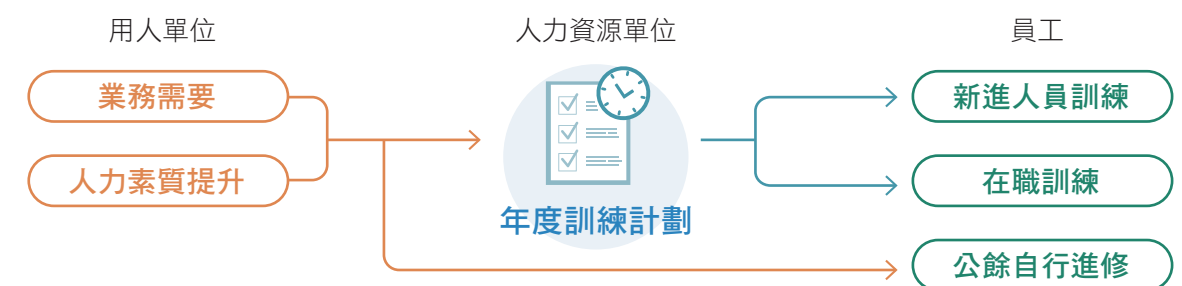 用人單位
人力資源單位
員工
業務需要
新進人員訓練
人力素質提升
在職訓練
年度訓練計劃
公餘自行進修